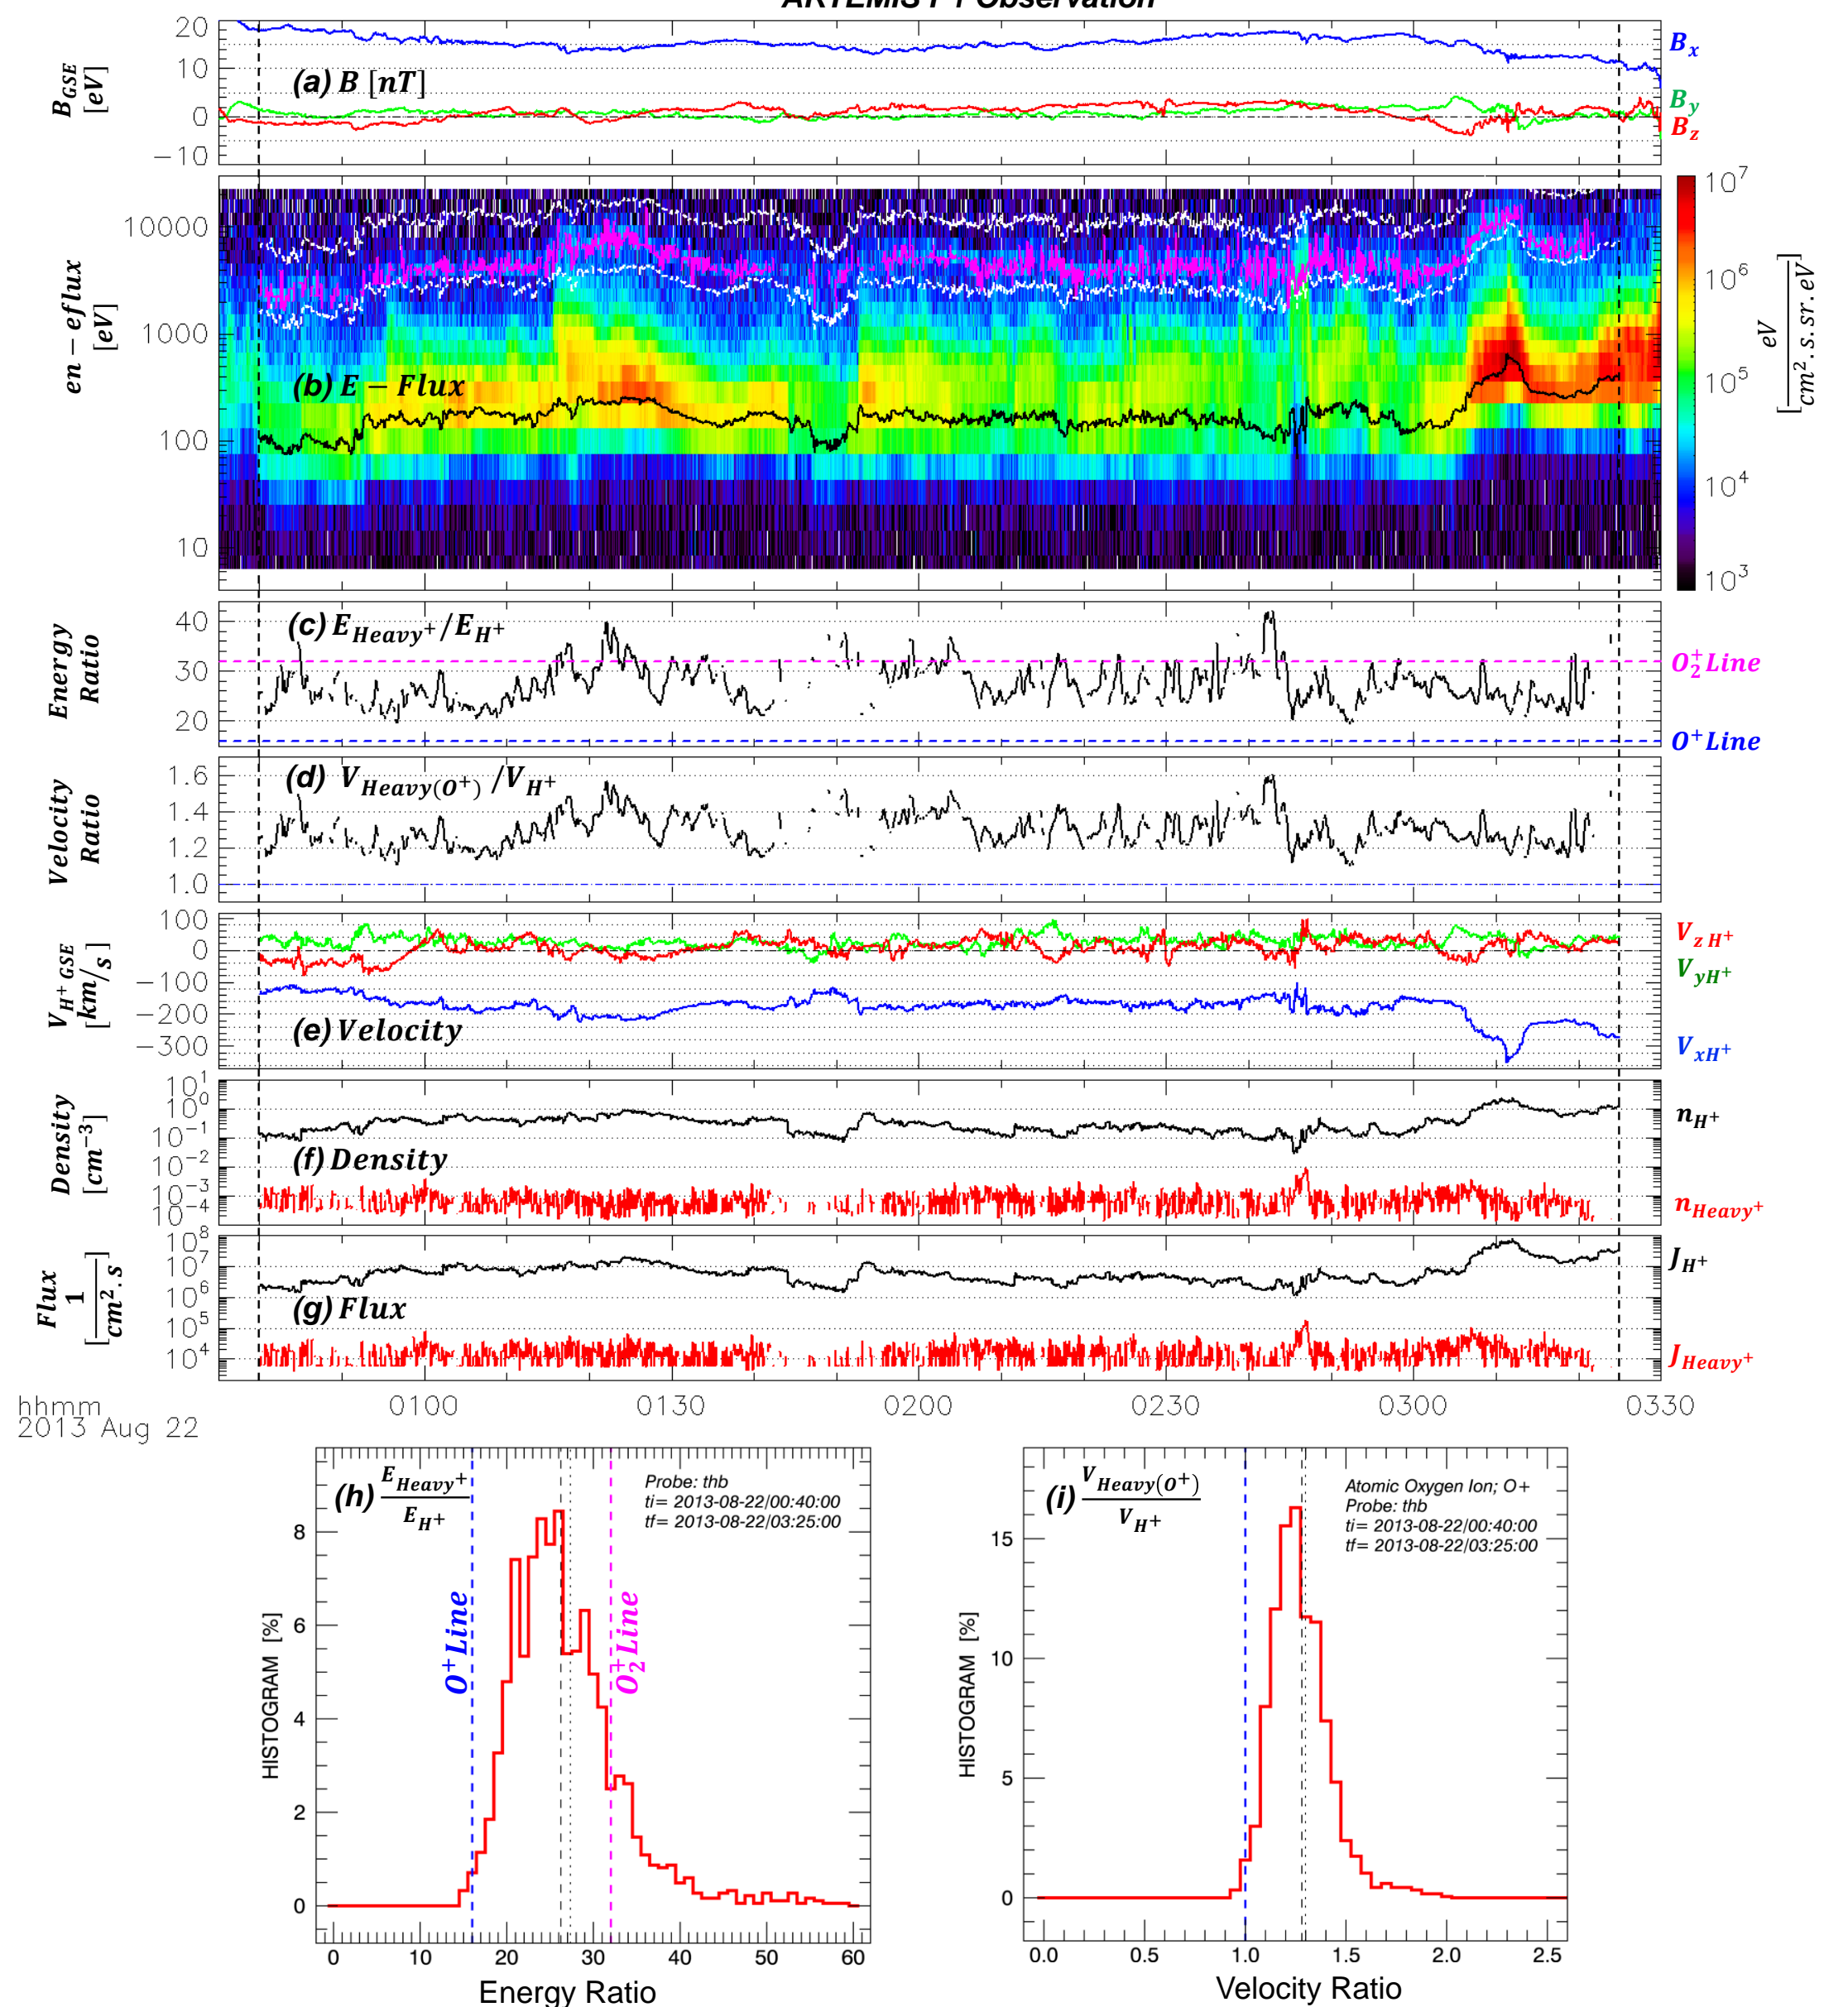 ARTEMIS P1 Observation
B_GSE
[eV]
20
10
0
−10
(a) B [nT]
B_x
B_y
B_z
en − eflux
[eV]
10000
1000
100
10
(b) E − Flux
10^7
10^6
10^5
10^4
10^3
eV
[cm^2.s.sr.eV]
Energy
Ratio
40
30
20
(c) E_Heavy+/E_H+
O_2^+ Line
O^+ Line
Velocity
Ratio
1.6
1.4
1.2
1.0
(d) V_Heavy(O+) /V_H+
V_H+ GSE
[km/s]
100
0
−100
−200
−300
(e) Velocity
V_zH+
V_yH+
V_xH+
Density
[cm^−3]
10^1
10^0
10^−1
10^−2
10^−3
10^−4
(f) Density
n_H+
n_Heavy+
Flux
1
[cm^2.s]
10^8
10^7
10^6
10^5
10^4
(g) Flux
J_H+
J_Heavy+
hhmm
2013 Aug 22
0100 0130 0200 0230 0300 0330
(h) E_Heavy+
E_H+
Probe: thb
ti= 2013-08-22/00:40:00
tf= 2013-08-22/03:25:00
O^+ Line
O_2^+ Line
HISTOGRAM [%]
8
6
4
2
0
0 10 20 30 40 50 60
Energy Ratio
(i) V_Heavy(O+)
V_H+
Atomic Oxygen Ion; O+
Probe: thb
ti= 2013-08-22/00:40:00
tf= 2013-08-22/03:25:00
HISTOGRAM [%]
15
10
5
0
0.0 0.5 1.0 1.5 2.0 2.5
Velocity Ratio